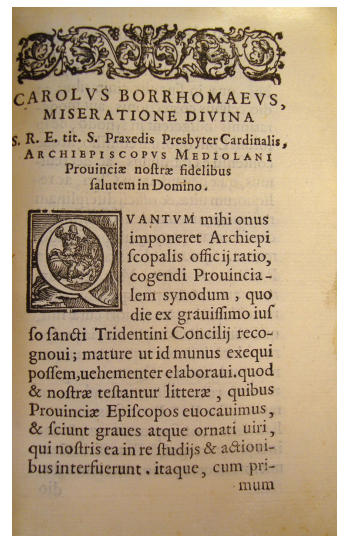 CAROLVS BORRHOMAEVS,
MISERATIONE DIVINA
S. R. E. tit. S. Praxedis Presbyter Cardinalis,
ARCHIEPISCOPVS MEDIOLANI
Prouinciæ noſtræ fidelibus
ſalutem in Domino.
QVANTVM mihi onus
imponeret Archiepi
ſcopalis officij ratio,
cogendi Prouincia-
lem synodum, quo
die ex grauiſſimo iuſ
ſo ſancti Tridentini Concilij reco-
gnoui; mature ut id munus exequi
poſſem, uehementer elaboraui. quod
& noſtræ teſtantur litteræ, quibus
Prouinciæ Epiſcopos euocauimus,
& ſciunt graues atque ornati uiri,
qui noſtris ea in re ſtudijs & actioni-
bus interfuerunt. itaque, cum pri-
mum